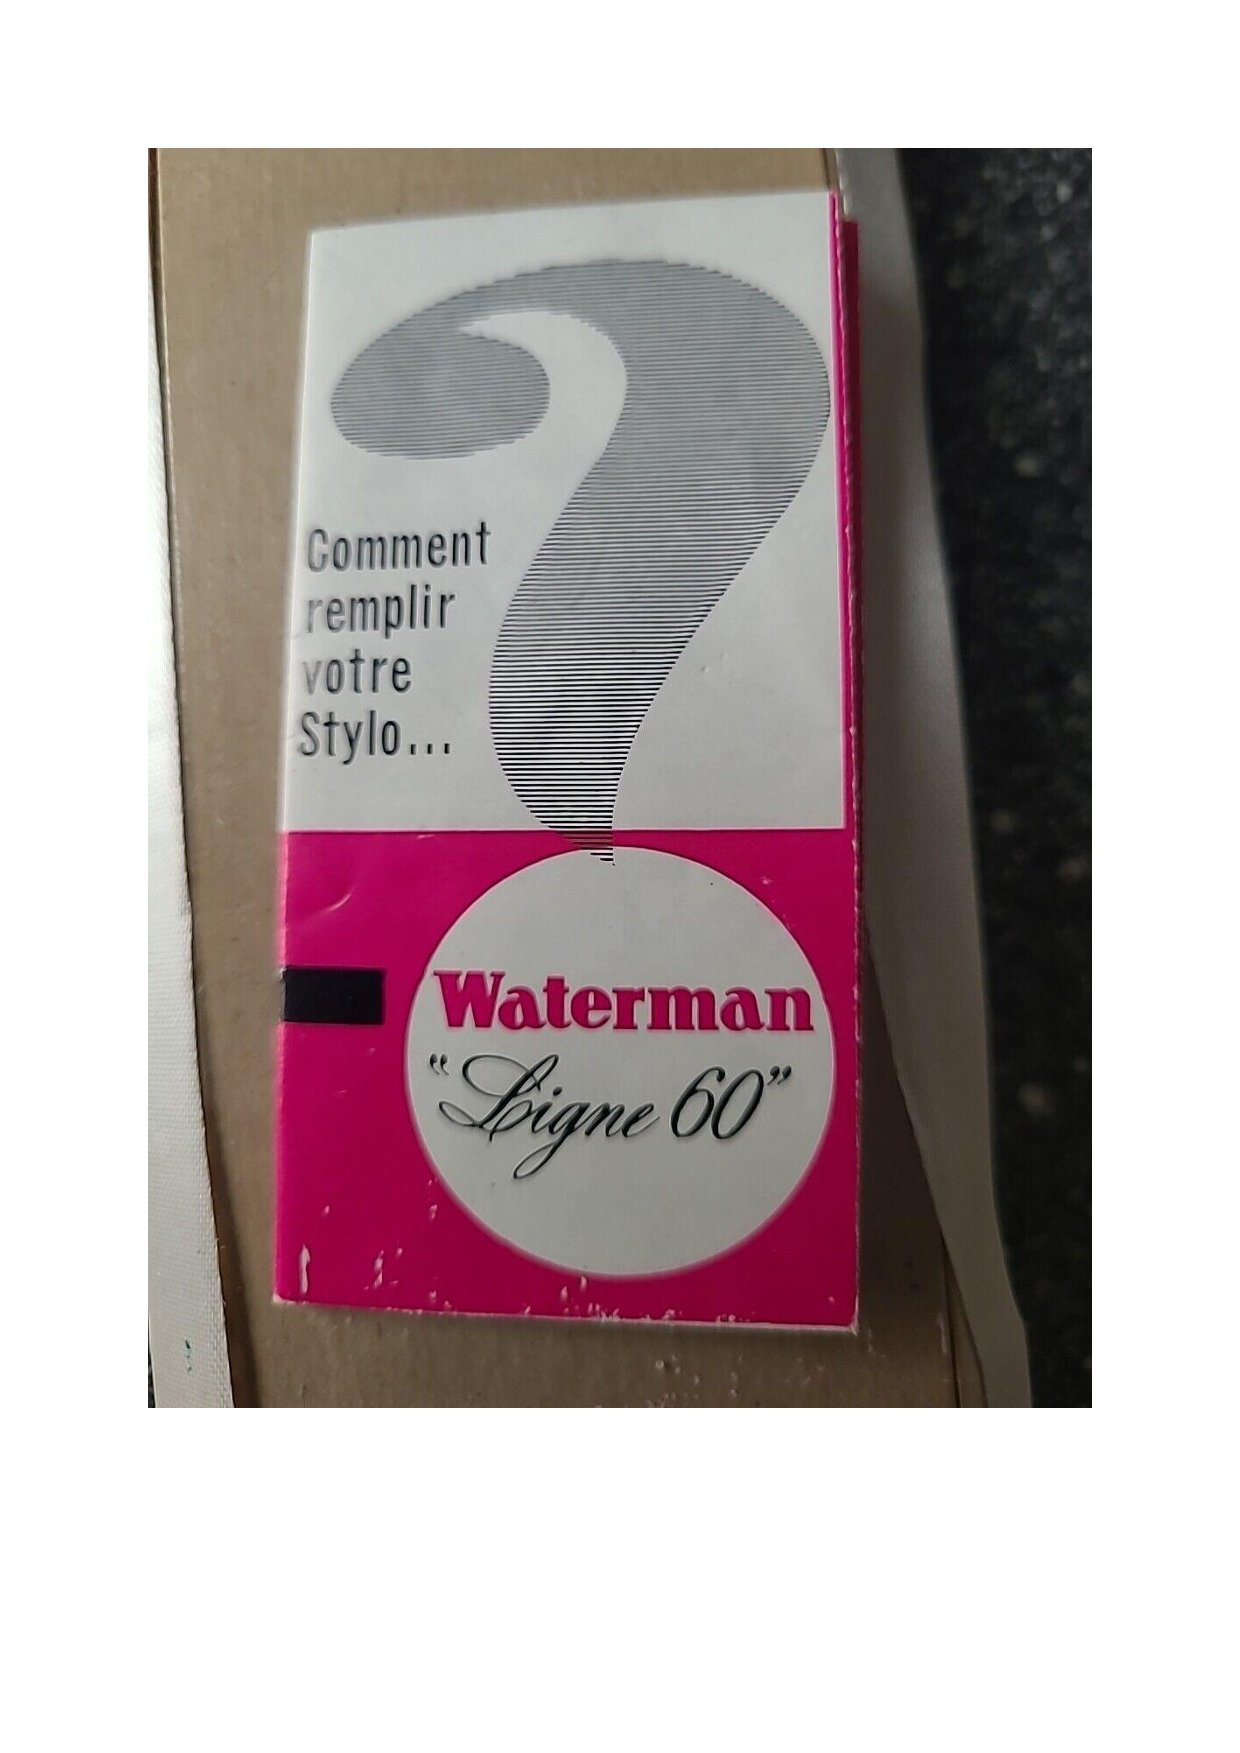 Comment
remplir
votre
Stylo...
Waterman
“Ligne 60”